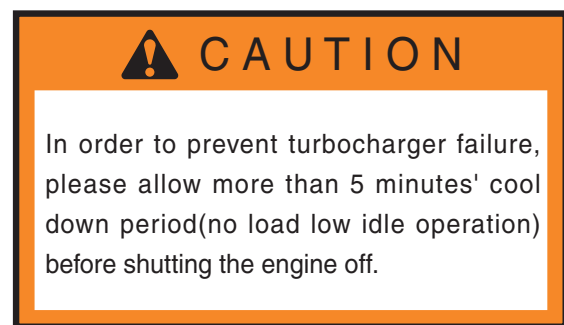 CAUTION
In order to prevent turbocharger failure,
please allow more than 5 minutes' cool
down period(no load low idle operation)
before shutting the engine off.